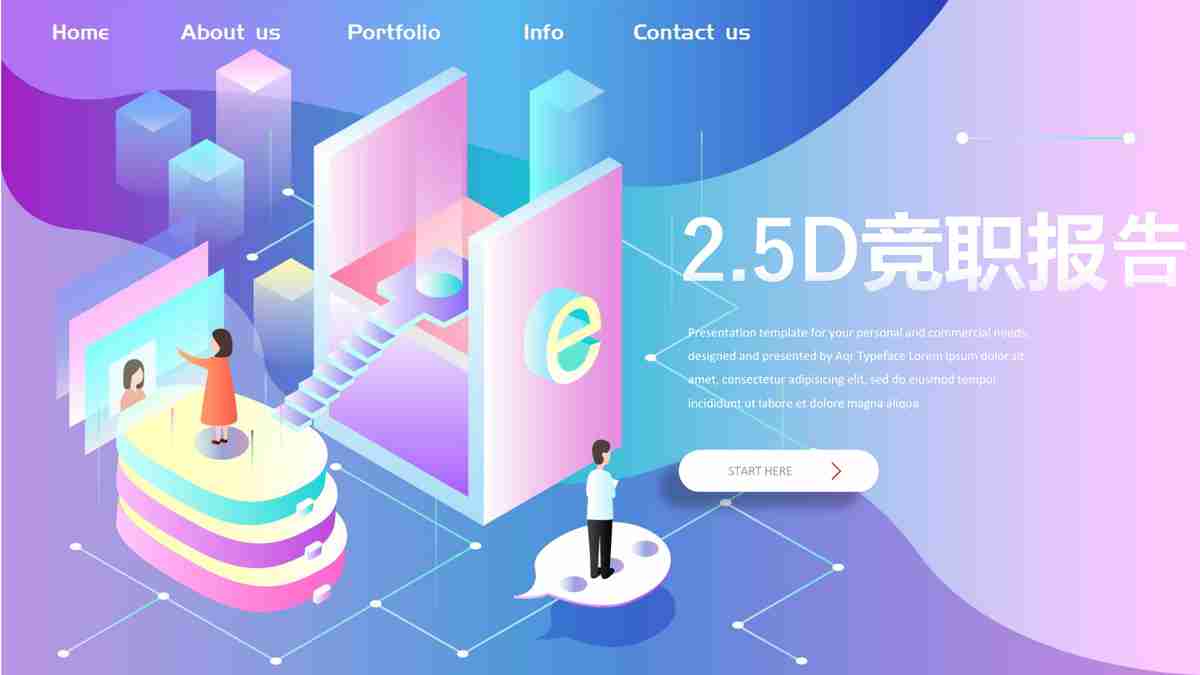 Home About us Portfolio Info Contact us
2.5D竞职报告
Presentation template for your personal and commercial needs,
designed and presented by Aqr Typeface Lorem ipsum dolor sit
amet, consectetur adipisicing elit, sed do eiusmod tempor
incididunt ut labore et dolore magna aliqua
e
START HERE